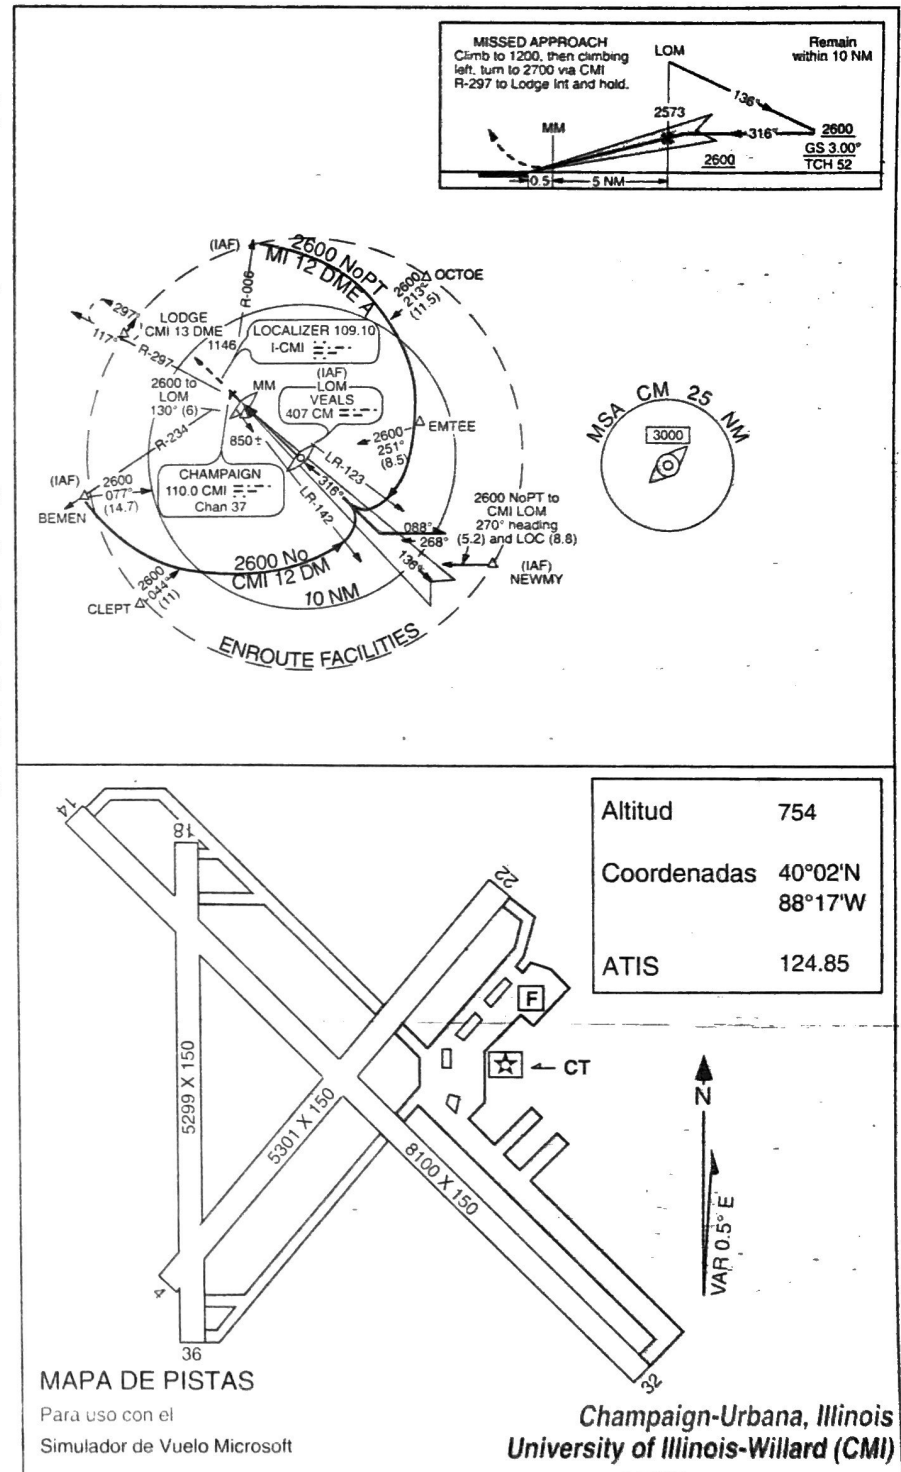 MISSED APPROACH
Climb to 1200, then climbing
left, turn to 2700 via CMI
R-297 to Lodge Int and hold.
LOM
Remain
within 10 NM
136°
2573
MM
316°
2600
GS 3.00°
TCH 52
2600
0.5
5 NM
(IAF)
2600 NoPT
MI 12 DME A
R-006
2600
213°
(11.5)
OCTOE
297°
117°
LODGE
CMI 13 DME
1146
R-297
LOCALIZER 109.10
I-CMI
(IAF)
LOM
VEALS
407 CM
MM
2600 to
LOM
130° (6)
R-234
850±
EMTEE
2600
251°
(8.5)
LR-123
316°
LR-142
CHAMPAIGN
110.0 CMI
Chan 37
(IAF)
BEMEN
2600
077°
(14.7)
2600 NoPT to
CMI LOM
270° heading
(5.2) and LOC (8.8)
088°
268°
136°
(IAF)
NEWMY
2600 No
CMI 12 DM
10 NM
CLEPT
2600
044°
(11)
ENROUTE FACILITIES
MSA CM 25 NM
3000
Altitud 754
Coordenadas 40°02'N
88°17'W
ATIS 124.85
14
18
22
F
CT
5299 X 150
5301 X 150
8100 X 150
N
VAR 0.5° E
4
36
32
MAPA DE PISTAS
Para uso con el
Simulador de Vuelo Microsoft
Champaign-Urbana, Illinois
University of Illinois-Willard (CMI)